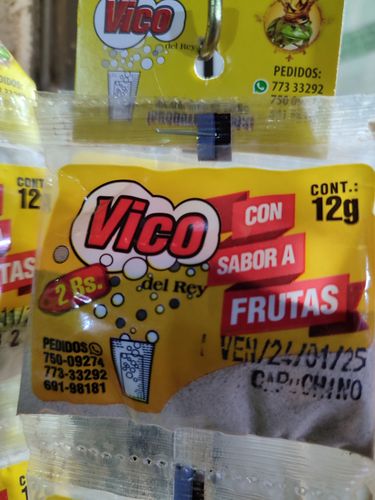 Vico
del Rey
PEDIDOS:
773 33292
CONT.:
12g
Vico
del Rey
2 Bs.
CON
SABOR A
FRUTAS
PEDIDOS
750-09274
773-33292
691-98181
VEN/24/01/25
CAPUCHINO
CONT
12
TAS